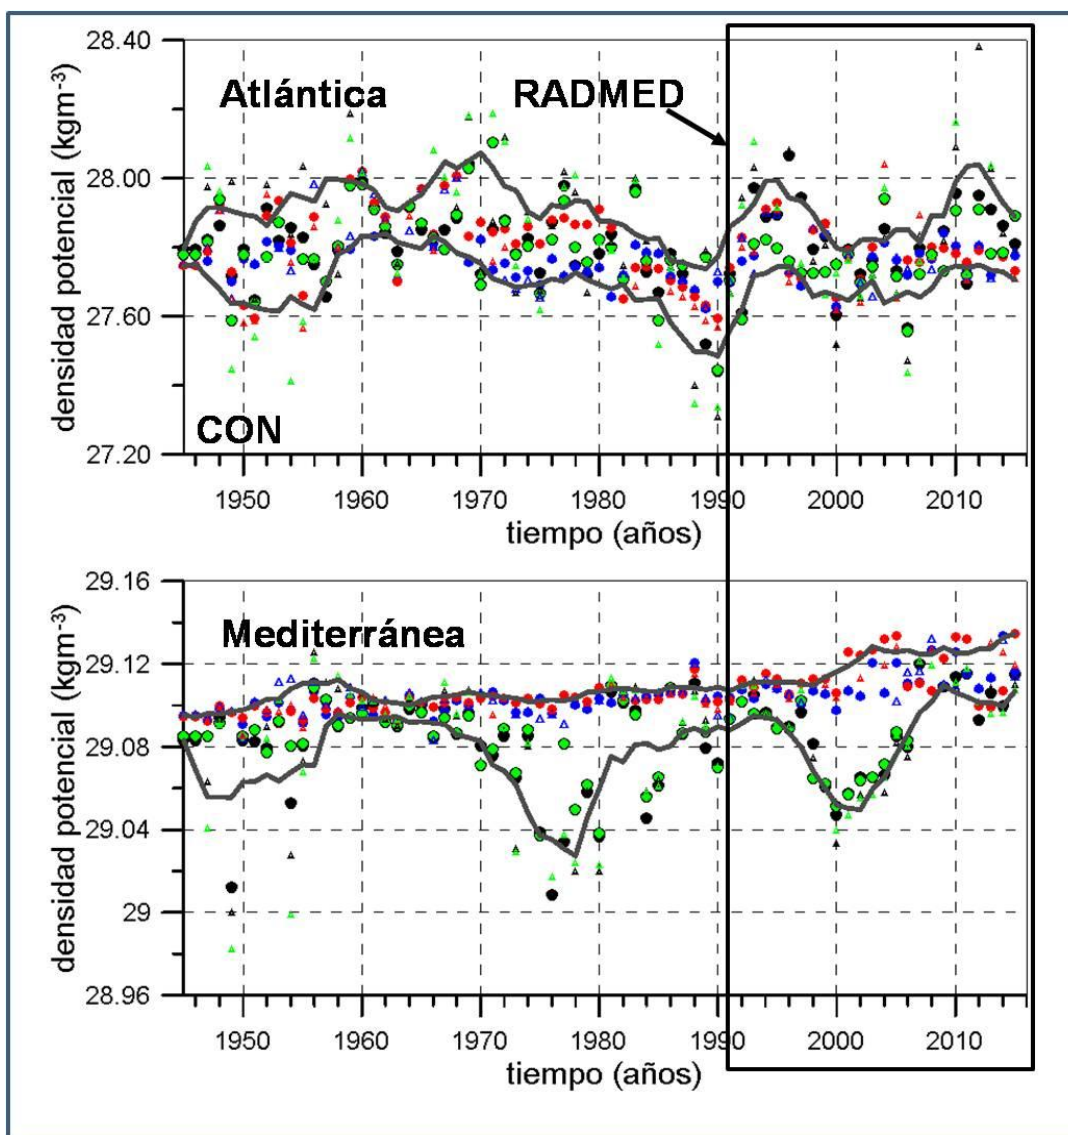 28.40
28.00
27.60
27.20
densidad potencial (kgm-3)
Atlántica
RADMED
CON
1950 1960 1970 1980 1990 2000 2010
tiempo (años)
29.16
29.12
29.08
29.04
29
28.96
densidad potencial (kgm-3)
Mediterránea
1950 1960 1970 1980 1990 2000 2010
tiempo (años)